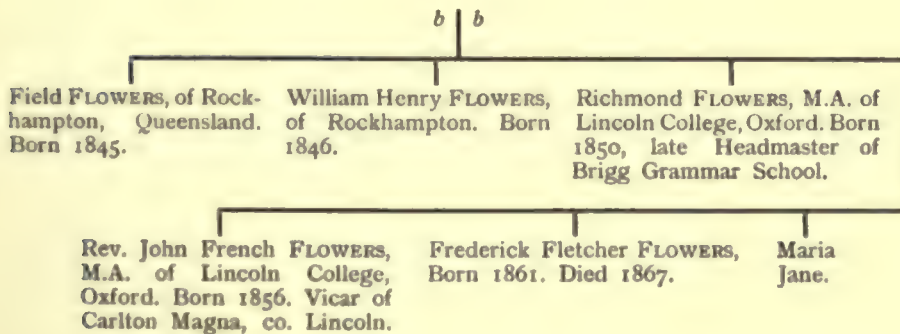 b b
Field FLOWERS, of Rock-
hampton, Queensland.
Born 1845.
William Henry FLOWERS,
of Rockhampton. Born
1846.
Richmond FLOWERS, M.A. of
Lincoln College, Oxford. Born
1850, late Headmaster of
Brigg Grammar School.
Rev. John French FLOWERS,
M.A. of Lincoln College,
Oxford. Born 1856. Vicar of
Carlton Magna, co. Lincoln.
Frederick Fletcher FLOWERS,
Born 1861. Died 1867.
Maria
Jane.